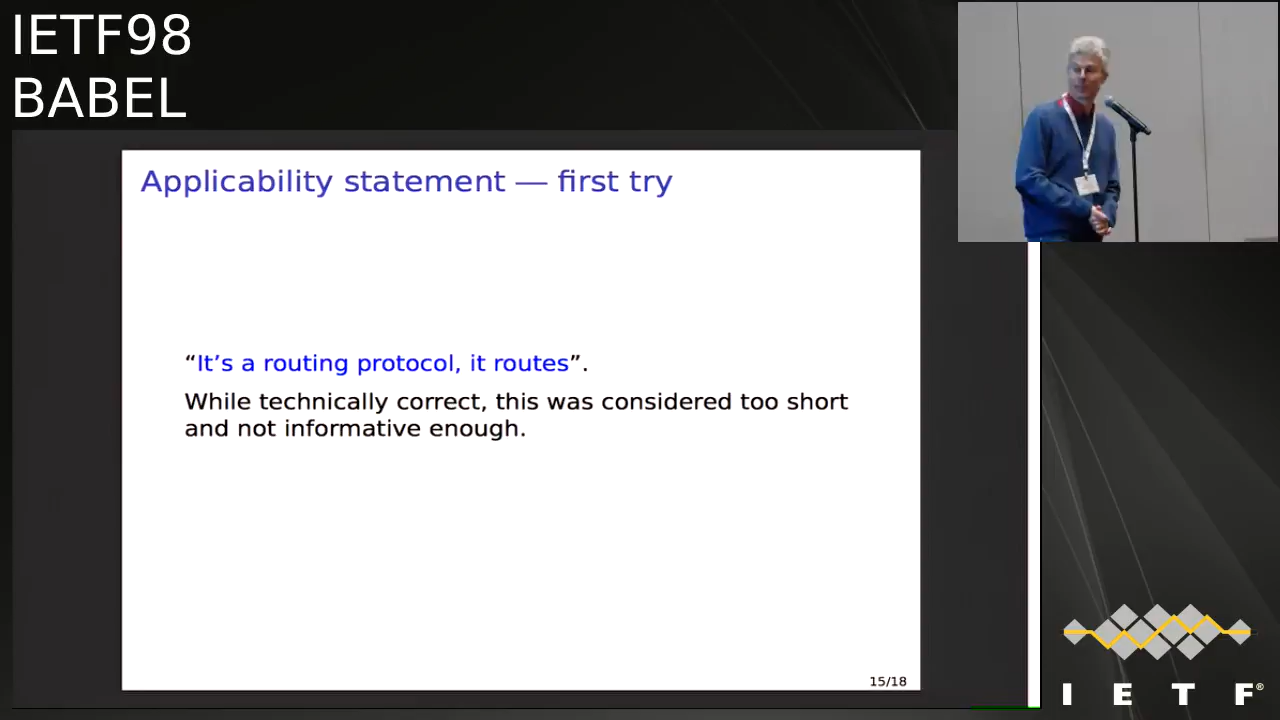 IETF98
BABEL
Applicability statement — first try
“It’s a routing protocol, it routes”.
While technically correct, this was considered too short
and not informative enough.
15/18
I E T F®